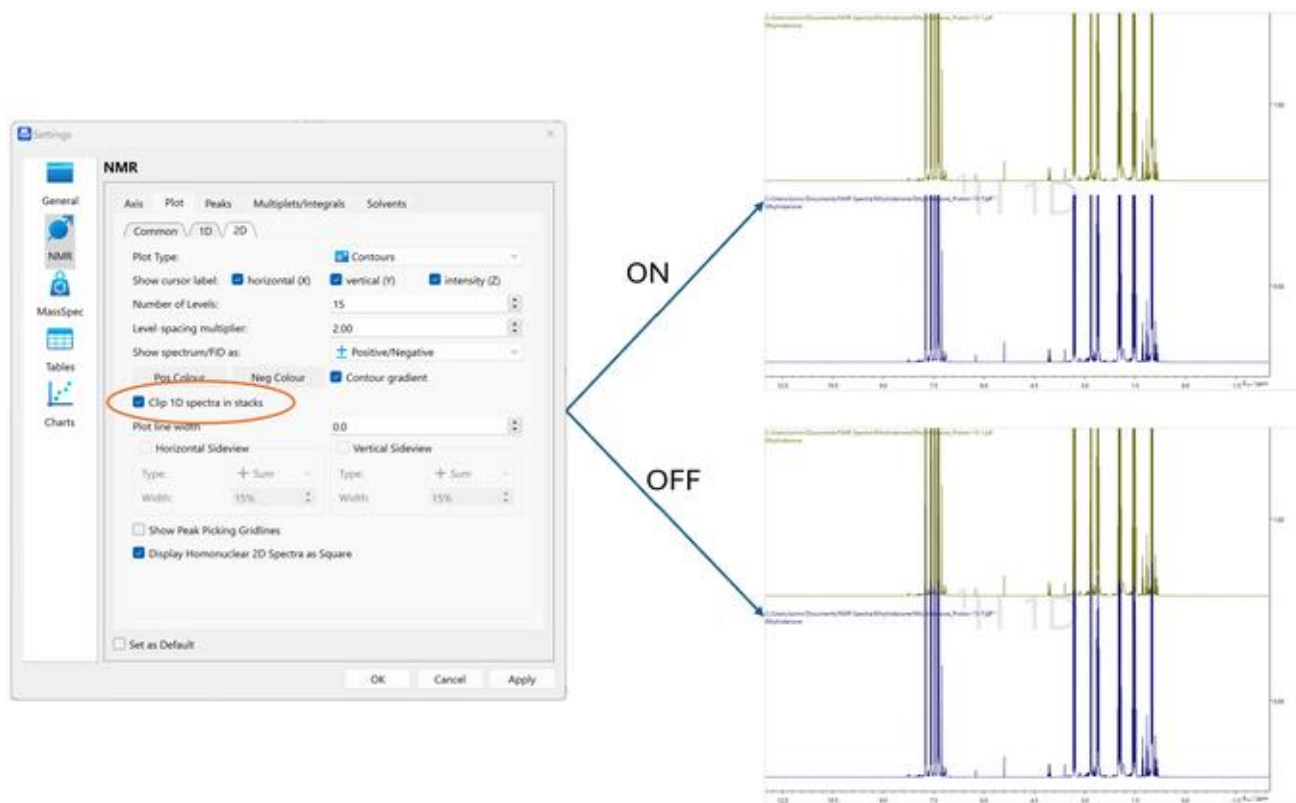 Settings
NMR
General
NMR
MassSpec
Tables
Charts
Axis Plot Peaks Multiplets/Integrals Solvents
Common 1D 2D
Plot Type: Contours
Show cursor label: horizontal (X) vertical (Y) intensity (Z)
Number of Levels: 15
Level-spacing multiplier: 2.00
Show spectrum/FID as: Positive/Negative
Pos Colour Neg Colour Contour gradient
Clip 1D spectra in stacks
Plot line width 0.0
Horizontal Sideview Vertical Sideview
Type: + Sum Type: + Sum
Width: 15% Width: 15%
Show Peak Picking Gridlines
Display Homonuclear 2D Spectra as Square
Set as Default
OK Cancel Apply
ON
OFF
¹H 1D
¹H 1D